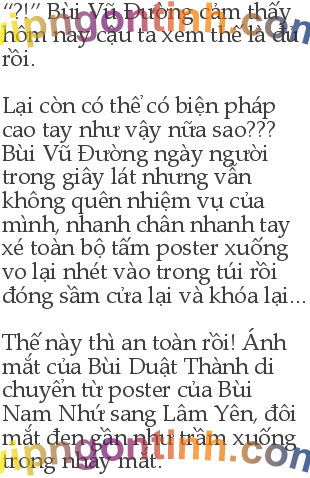 “?!” Bùi Vũ Đường cảm thấy
hôm nay cậu ta xem thế là đủ
rồi.
Lại còn có thể có biện pháp
cao tay như vậy nữa sao???
Bùi Vũ Đường ngây người
trong giây lát nhưng vẫn
không quên nhiệm vụ của
mình, nhanh chân nhanh tay
xé toàn bộ tấm poster xuống
vo lại nhét vào trong túi rồi
đóng sầm cửa lại và khóa lại...
Thế này thì an toàn rồi! Ánh
mắt của Bùi Duật Thành di
chuyển từ poster của Bùi
Nam Nhứ sang Lâm Yên, đôi
mắt đen gần như trầm xuống
trong nháy mắt.
vipngontinh.com
vipngontinh.com